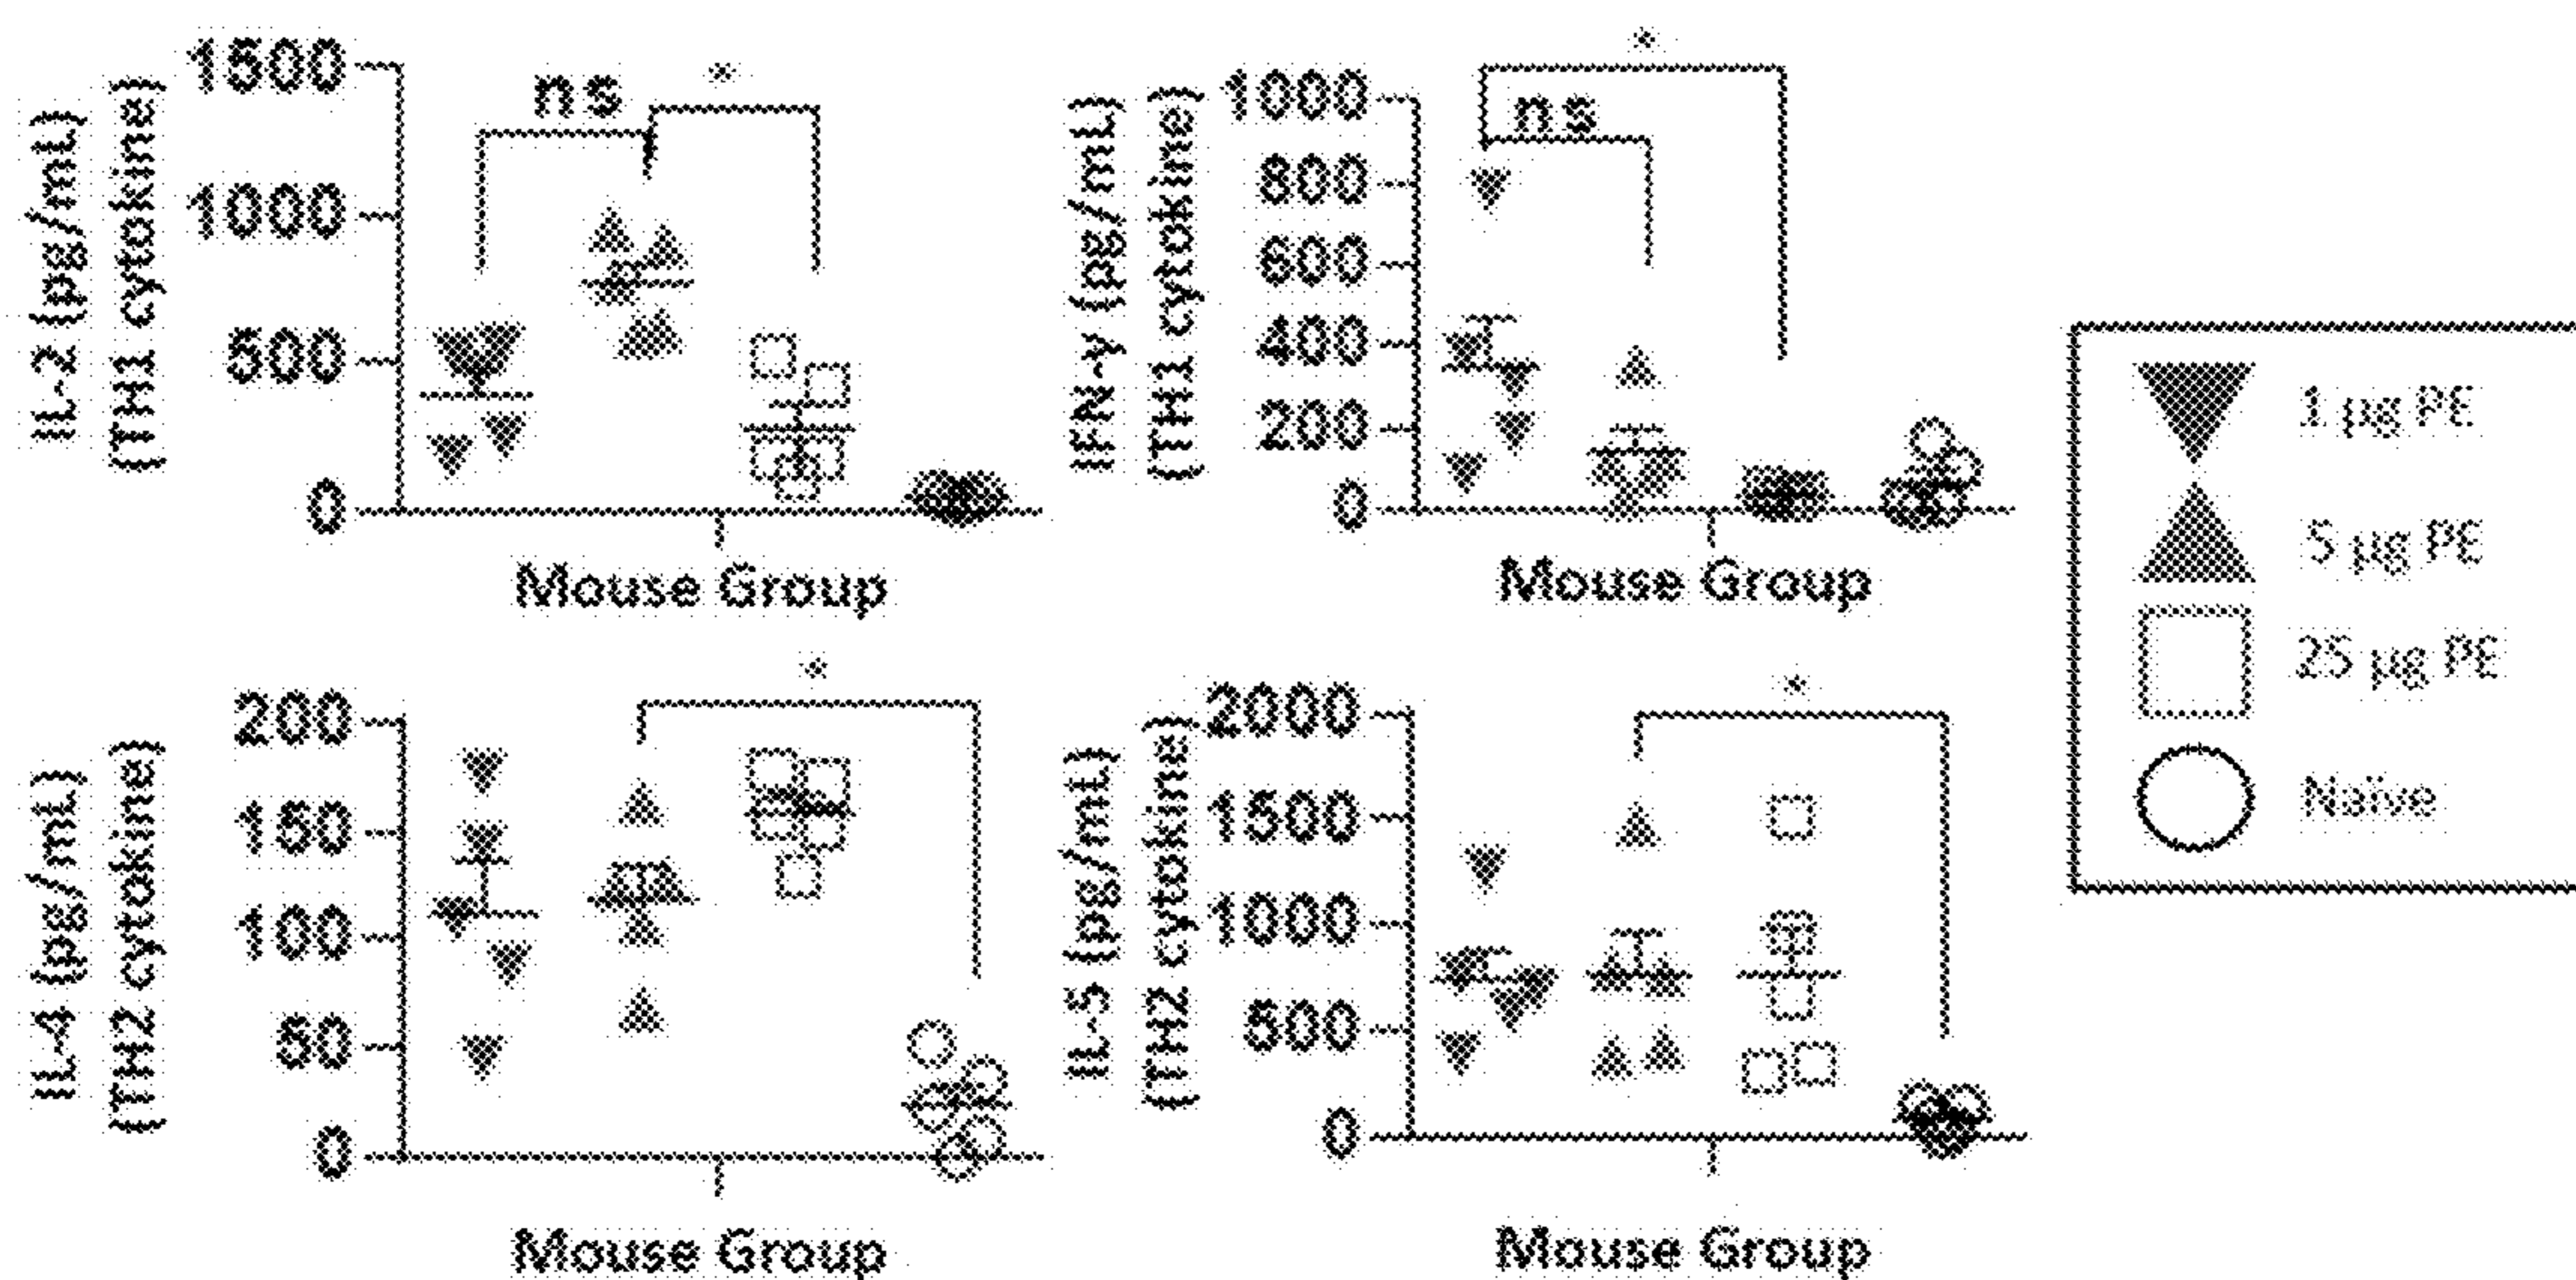 IL-2 (pg/mL)
(TH1 cytokine)
1500
1000
500
0
ns
*
Mouse Group
IFN-γ (pg/mL)
(TH1 cytokine)
1000
800
600
400
200
0
*
ns
Mouse Group
IL-4 (pg/mL)
(TH2 cytokine)
200
150
100
50
0
*
Mouse Group
IL-5 (pg/mL)
(TH2 cytokine)
2000
1500
1000
500
0
*
Mouse Group
1 µg PE
5 µg PE
25 µg PE
Naïve